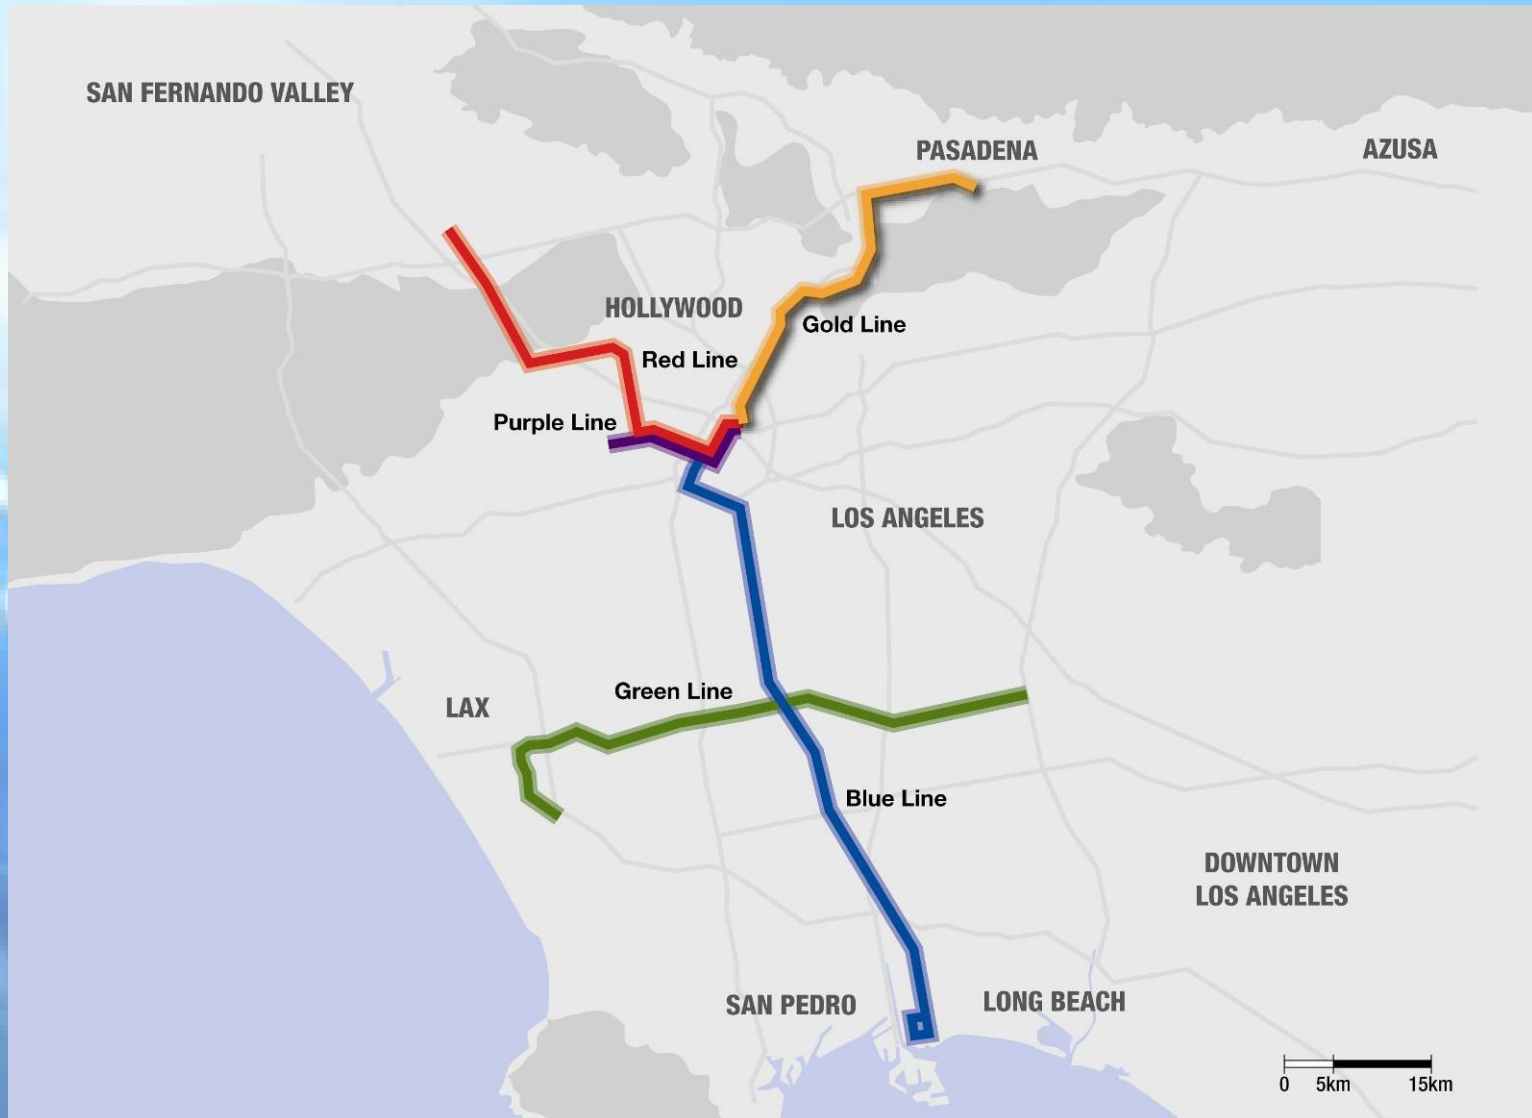 SAN FERNANDO VALLEY
PASADENA
AZUSA
HOLLYWOOD
Gold Line
Red Line
Purple Line
LOS ANGELES
Green Line
LAX
Blue Line
DOWNTOWN
LOS ANGELES
SAN PEDRO
LONG BEACH
0 5km 15km